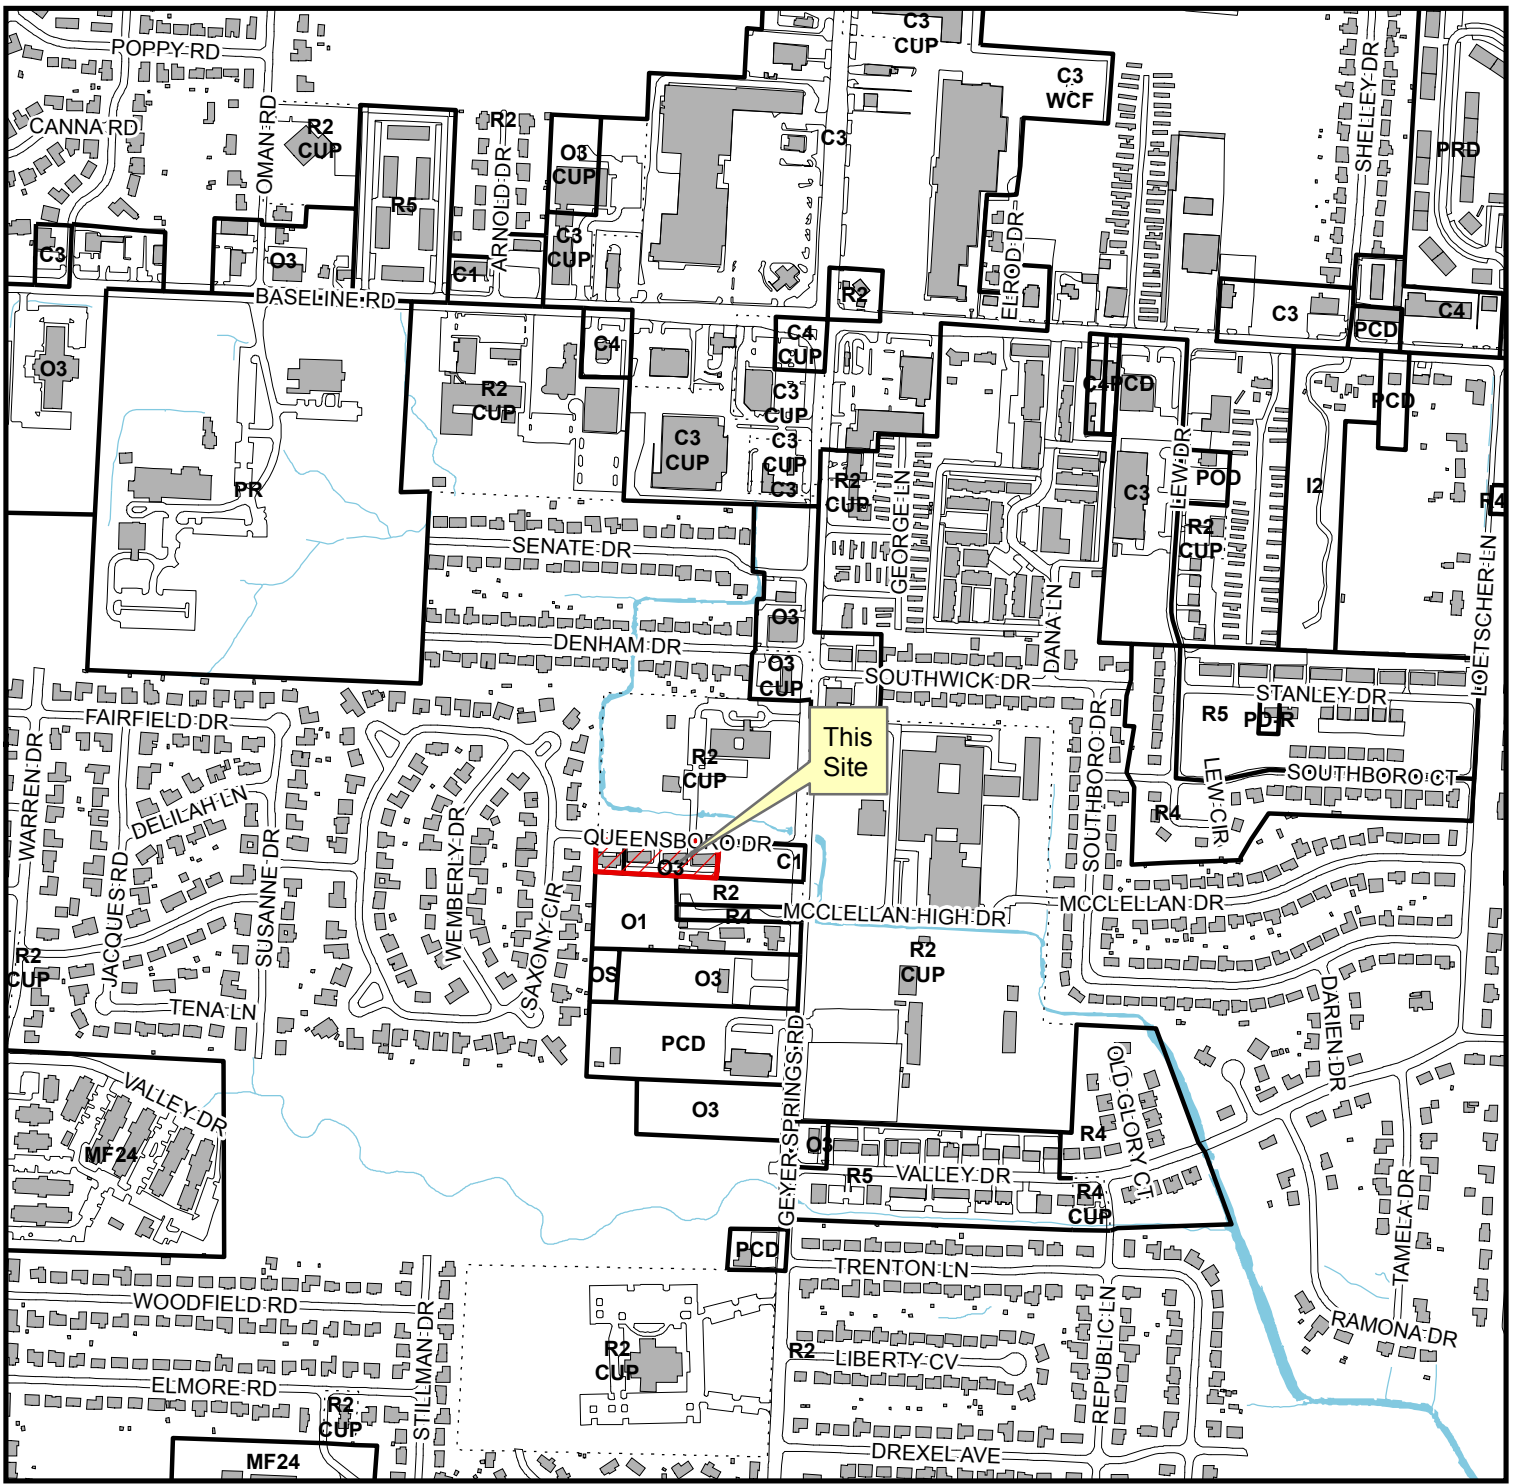 C3
CUP
POPPY RD
SHELLEY DR
C3
WCF
OMAN RD
CANNA RD
R2
CUP
R2
C3
O3
CUP
PRD
ARNOLD DR
R5
C3
CUP
ELROD DR
C3
O3
C1
BASELINE RD
R2
C3
C4
PCD
C4
C4
CUP
O3
R2
CUP
C4
PCD
C3
CUP
PCD
C3
CUP
C3
CUP
C3
R2
CUP
GEORGE LN
LEW DR
POD
C3
I2
R4
PR
R2
CUP
SENATE DR
LOETSCHER LN
DANA LN
O3
DENHAM DR
O3
CUP
SOUTHWICK DR
STANLEY DR
R5
PD-R
FAIRFIELD DR
WARREN DR
This
Site
R2
CUP
SOUTHBORO DR
LEW CIR
SOUTHBORO CT
DELILAH LN
R4
JACQUES RD
SUSANNE DR
WEMBERLY DR
QUEENSBORO DR
O3
C1
R2
R4
MCCLELLAN HIGH DR
MCCLELLAN DR
O1
SAXONY CIR
R2
CUP
R2
CUP
OS
O3
DARIEN DR
TENA LN
PCD
GEYER SPRINGS RD
OLD GLORY CT
VALLEY DR
O3
MF24
R4
O3
R5
VALLEY DR
R4
CUP
TAMELA DR
PCD
TRENTON LN
WOODFIELD RD
STILLMAN DR
REPUBLIC LN
RAMONA DR
R2
CUP
R2
LIBERTY CV
ELMORE RD
R2
CUP
DREXEL AVE
MF24